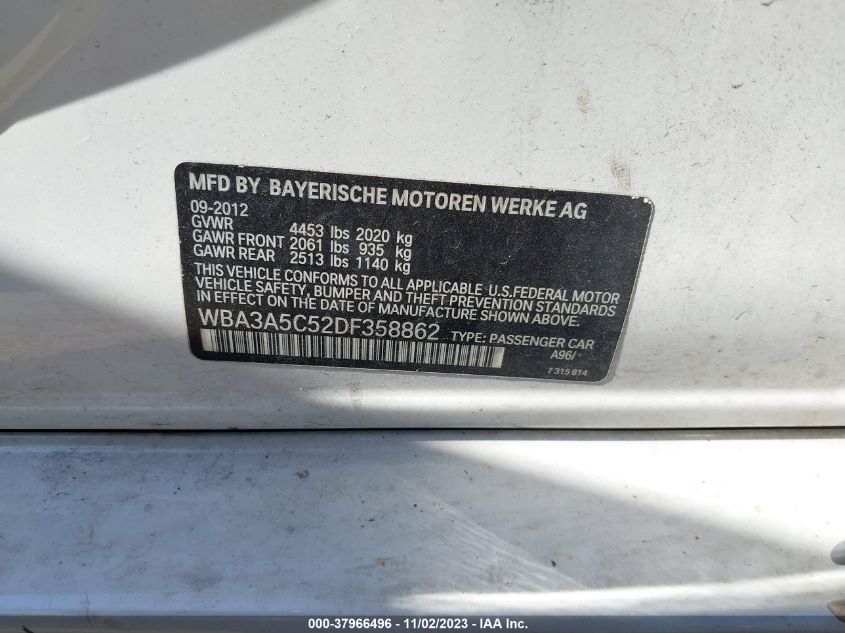 MFD BY BAYERISCHE MOTOREN WERKE AG
09-2012
GVWR 4453 lbs 2020 kg
GAWR FRONT 2061 lbs 935 kg
GAWR REAR 2513 lbs 1140 kg
THIS VEHICLE CONFORMS TO ALL APPLICABLE U.S.FEDERAL MOTOR
VEHICLE SAFETY, BUMPER AND THEFT PREVENTION STANDARDS
IN EFFECT ON THE DATE OF MANUFACTURE SHOWN ABOVE.
WBA3A5C52DF358862 TYPE: PASSENGER CAR
A96/
7 315 814
000-37966496 - 11/02/2023 - IAA Inc.